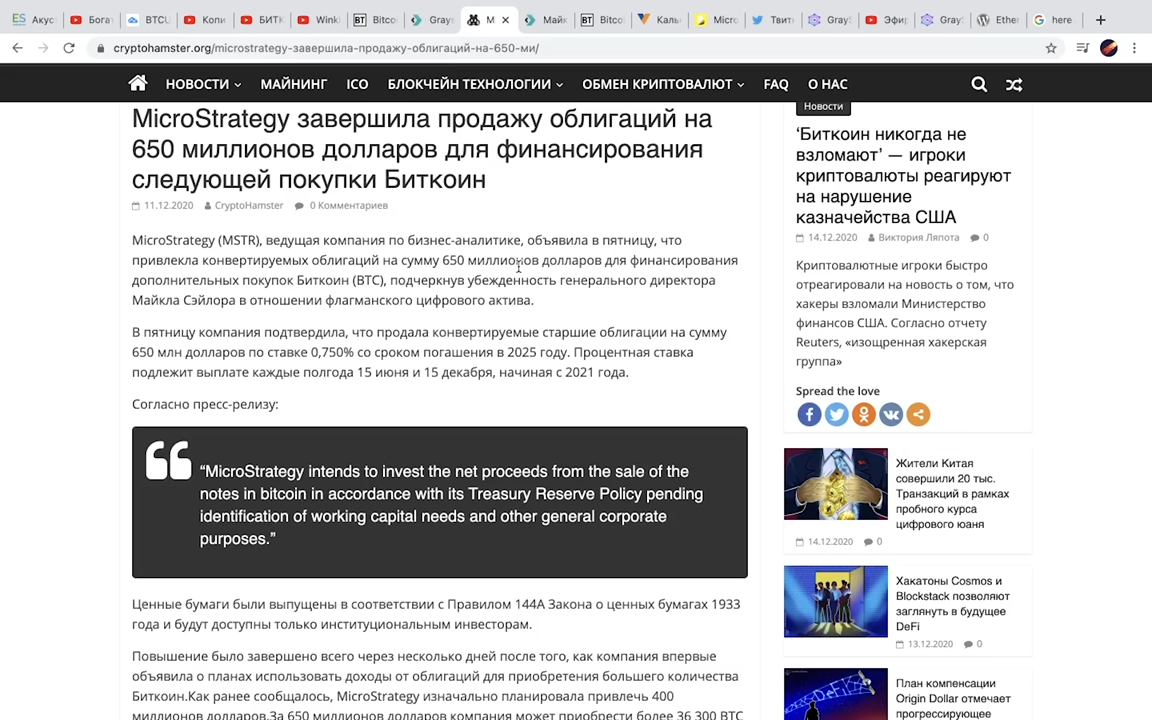 Акус
Богат
BTCU
Копи
БИТК
Wink
Bitco
Gray
М
Майк
Bitco
Каль
Micro
Твит
Gray
Эфир
Gray
Ether
here
cryptohamster.org/microstrategy-завершила-продажу-облигаций-на-650-ми/
НОВОСТИ
МАЙНИНГ
ICO
БЛОКЧЕЙН ТЕХНОЛОГИИ
ОБМЕН КРИПТОВАЛЮТ
FAQ
О НАС
MicroStrategy завершила продажу облигаций на
650 миллионов долларов для финансирования
следующей покупки Биткоин
11.12.2020 CryptoHamster 0 Комментариев
MicroStrategy (MSTR), ведущая компания по бизнес-аналитике, объявила в пятницу, что
привлекла конвертируемых облигаций на сумму 650 миллионов долларов для финансирования
дополнительных покупок Биткоин (BTC), подчеркнув убежденность генерального директора
Майкла Сэйлора в отношении флагманского цифрового актива.
В пятницу компания подтвердила, что продала конвертируемые старшие облигации на сумму
650 млн долларов по ставке 0,750% со сроком погашения в 2025 году. Процентная ставка
подлежит выплате каждые полгода 15 июня и 15 декабря, начиная с 2021 года.
Согласно пресс-релизу:
“MicroStrategy intends to invest the net proceeds from the sale of the
notes in bitcoin in accordance with its Treasury Reserve Policy pending
identification of working capital needs and other general corporate
purposes.”
Ценные бумаги были выпущены в соответствии с Правилом 144А Закона о ценных бумагах 1933
года и будут доступны только институциональным инвесторам.
Повышение было завершено всего через несколько дней после того, как компания впервые
объявила о планах использовать доходы от облигаций для приобретения большего количества
Биткоин.Как ранее сообщалось, MicroStrategy изначально планировала привлечь 400
миллионов долларов.За 650 миллионов долларов компания может приобрести более 36 300 BTC
Новости
‘Биткоин никогда не
взломают’ — игроки
криптовалюты реагируют
на нарушение
казначейства США
14.12.2020 Виктория Ляпота 0
Криптовалютные игроки быстро
отреагировали на новость о том, что
хакеры взломали Министерство
финансов США. Согласно отчету
Reuters, «изощренная хакерская
группа»
Spread the love
Жители Китая
совершили 20 тыс.
Транзакций в рамках
пробного курса
цифрового юаня
14.12.2020 0
Хакатоны Cosmos и
Blockstack позволяют
заглянуть в будущее
DeFi
13.12.2020 0
План компенсации
Origin Dollar отмечает
прогрессирующее